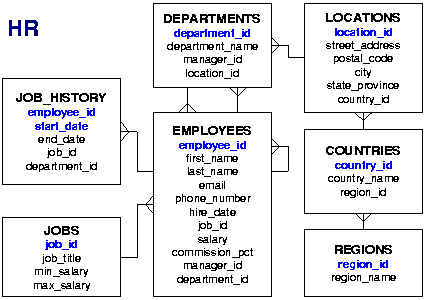 HR
DEPARTMENTS
department_id
department_name
manager_id
location_id
LOCATIONS
location_id
street_address
postal_code
city
state_province
country_id
JOB_HISTORY
employee_id
start_date
end_date
job_id
department_id
EMPLOYEES
employee_id
first_name
last_name
email
phone_number
hire_date
job_id
salary
commission_pct
manager_id
department_id
COUNTRIES
country_id
country_name
region_id
JOBS
job_id
job_title
min_salary
max_salary
REGIONS
region_id
region_name